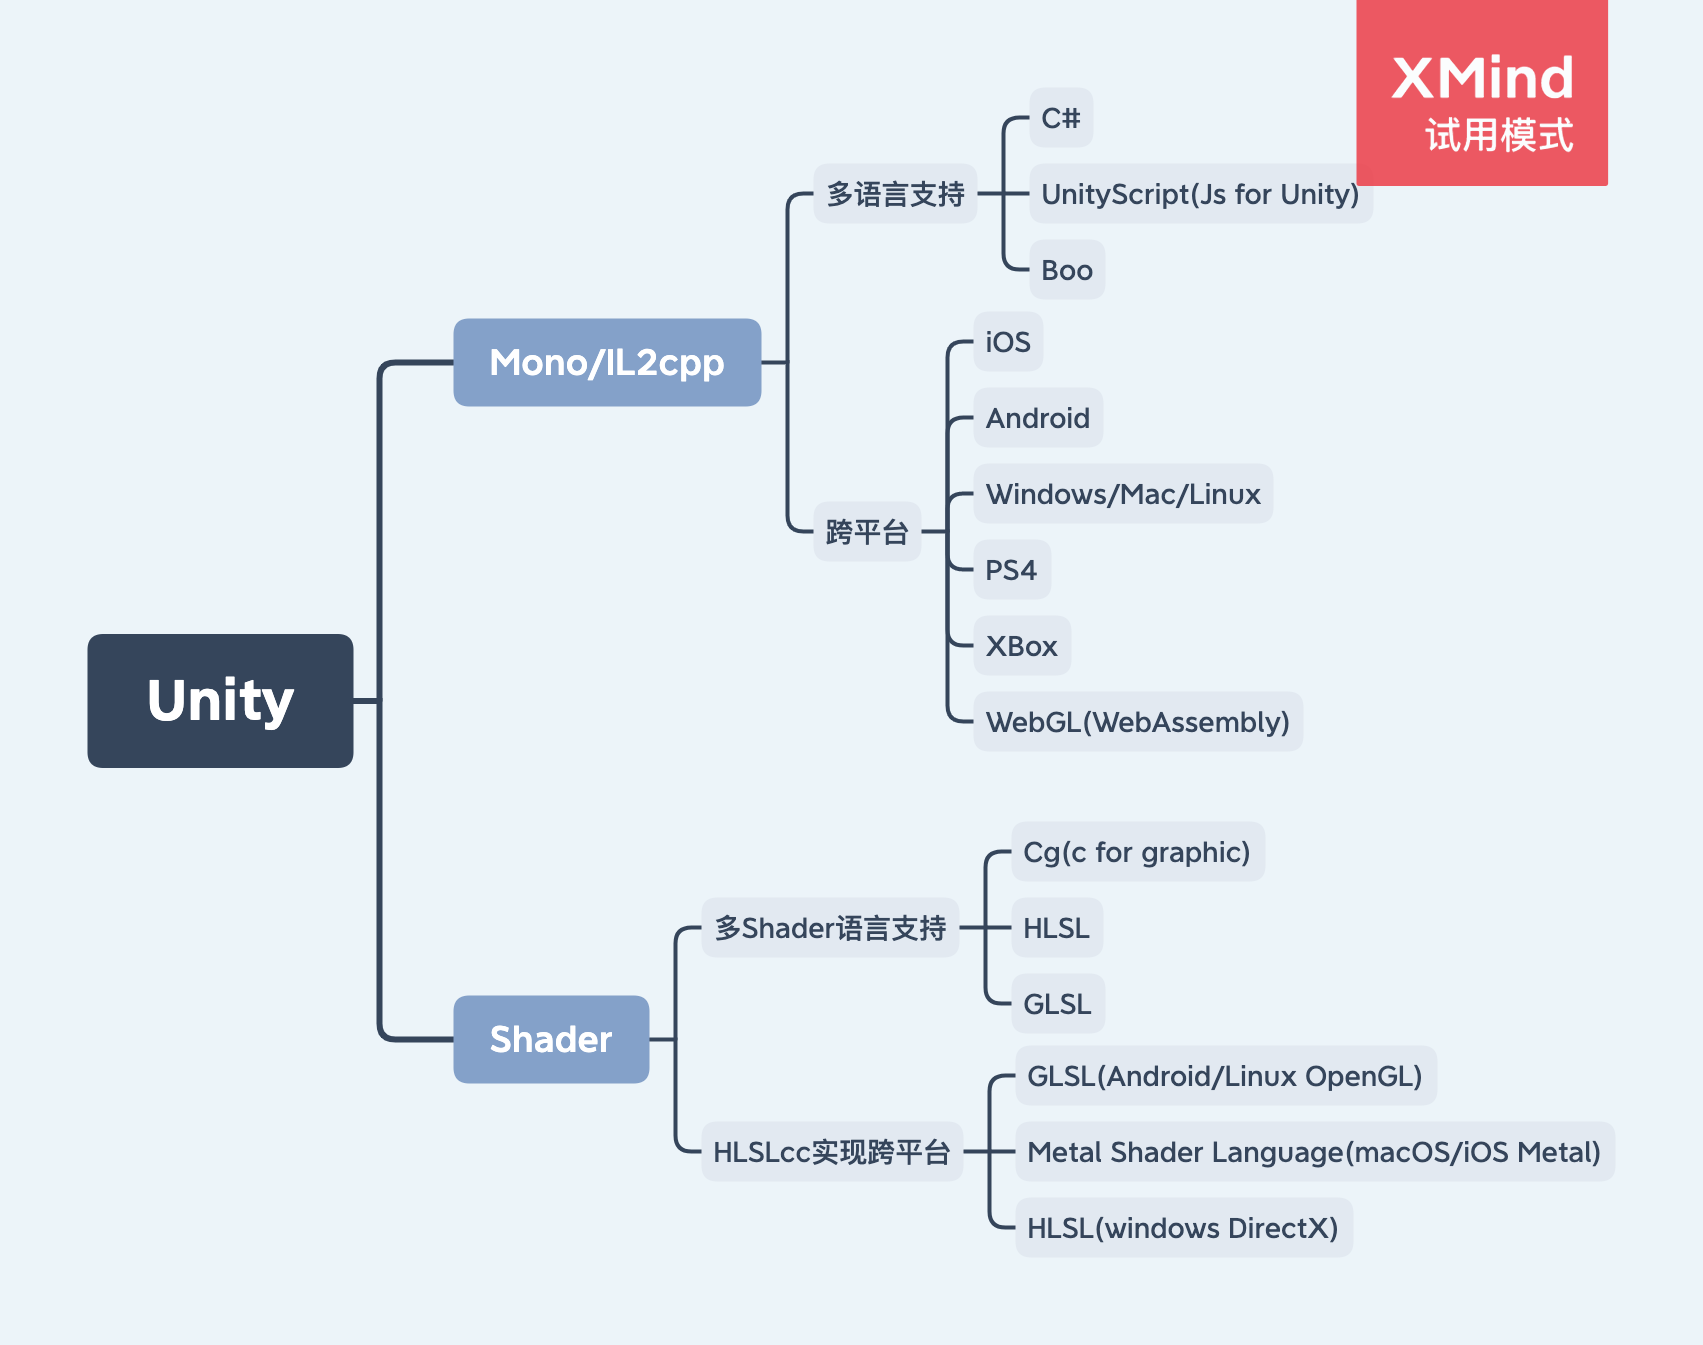 XMind
试用模式
Unity
Mono/IL2cpp
多语言支持
C#
UnityScript(Js for Unity)
Boo
跨平台
iOS
Android
Windows/Mac/Linux
PS4
XBox
WebGL(WebAssembly)
Shader
多Shader语言支持
Cg(c for graphic)
HLSL
GLSL
HLSLcc实现跨平台
GLSL(Android/Linux OpenGL)
Metal Shader Language(macOS/iOS Metal)
HLSL(windows DirectX)